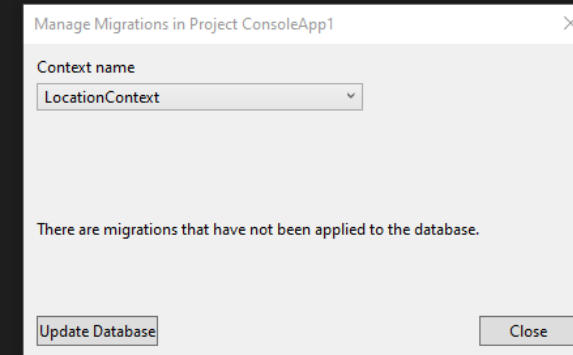 Manage Migrations in Project ConsoleApp1
Context name
LocationContext
There are migrations that have not been applied to the database.
Update Database
Close